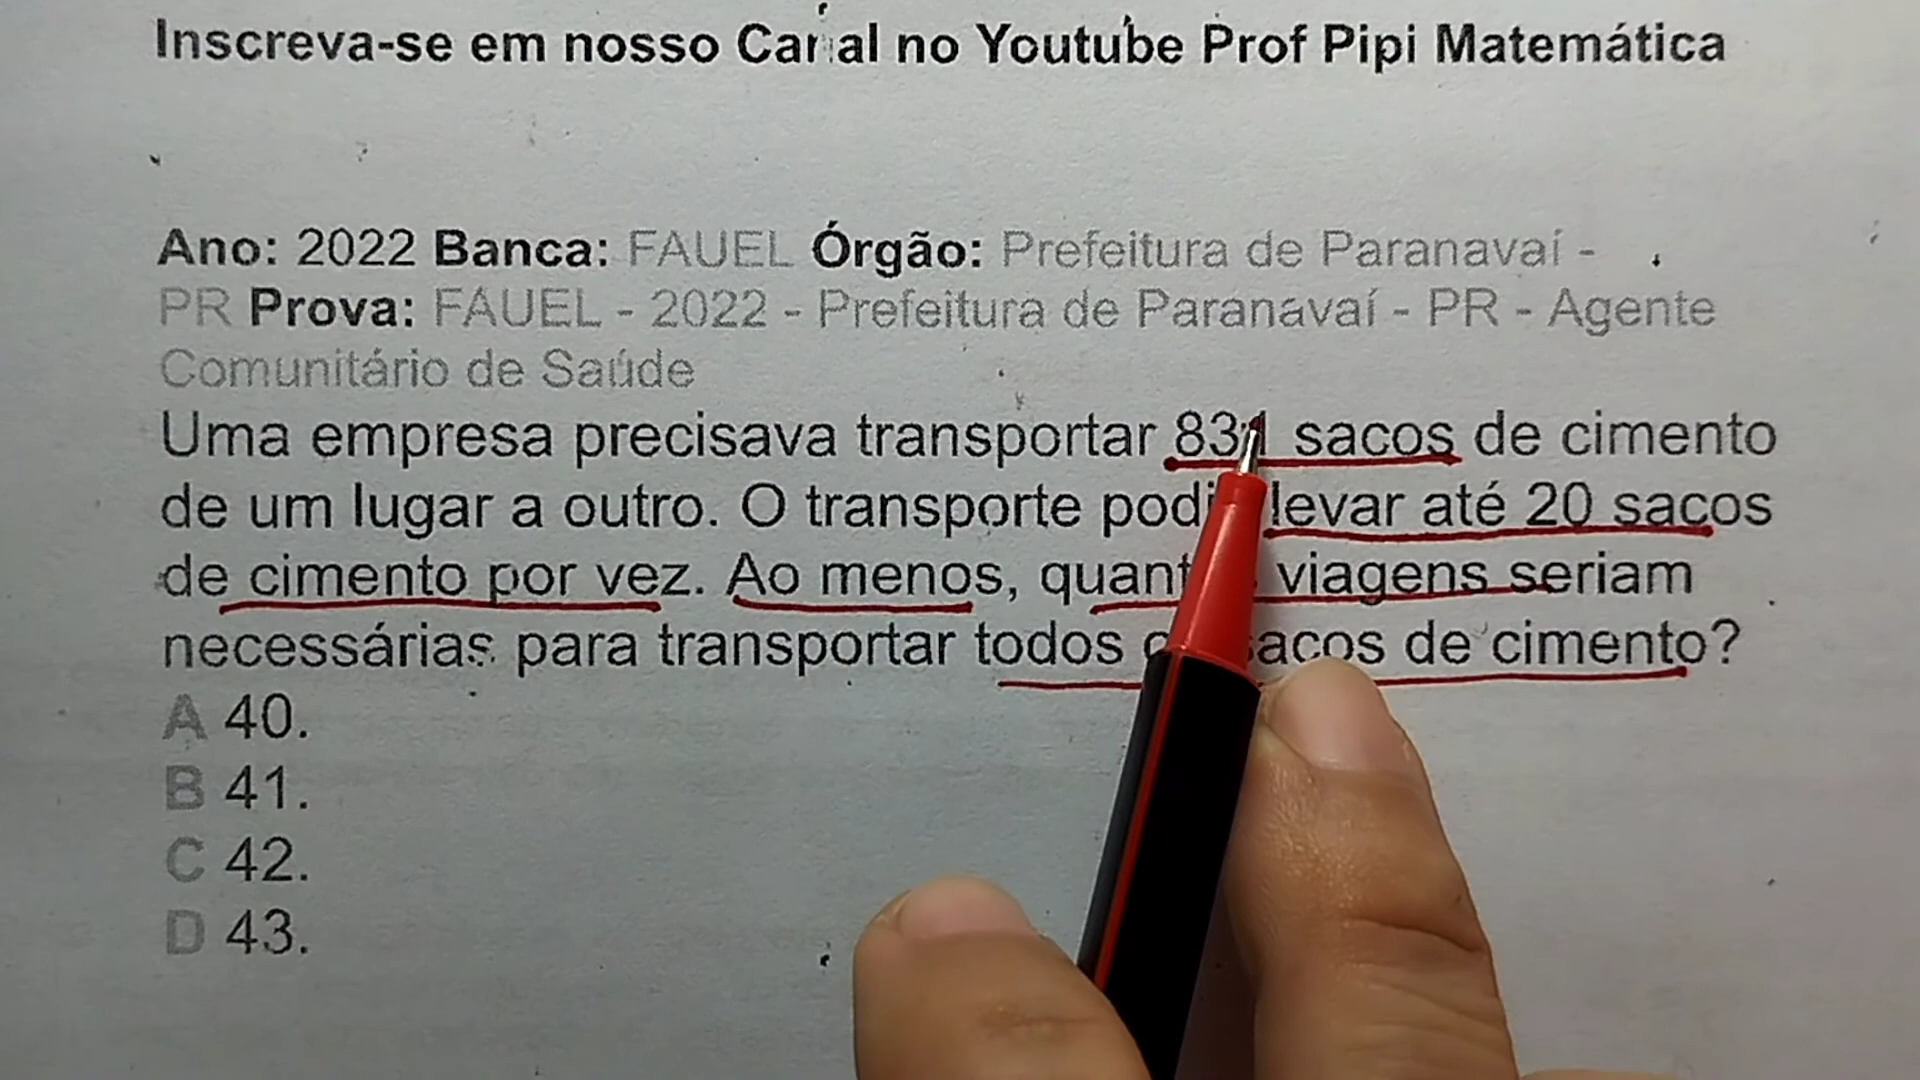 Inscreva-se em nosso Canal no Youtube Prof Pipi Matemática
Ano: 2022 Banca: FAUEL Órgão: Prefeitura de Paranavaí -
PR Prova: FAUEL - 2022 - Prefeitura de Paranavaí - PR - Agente
Comunitário de Saúde
Uma empresa precisava transportar 831 sacos de cimento
de um lugar a outro. O transporte levar até 20 sacos
de cimento por vez. Ao menos, viagens seriam
necessárias para transportar todos sacos de cimento?
A 40.
B 41.
C 42.
D 43.